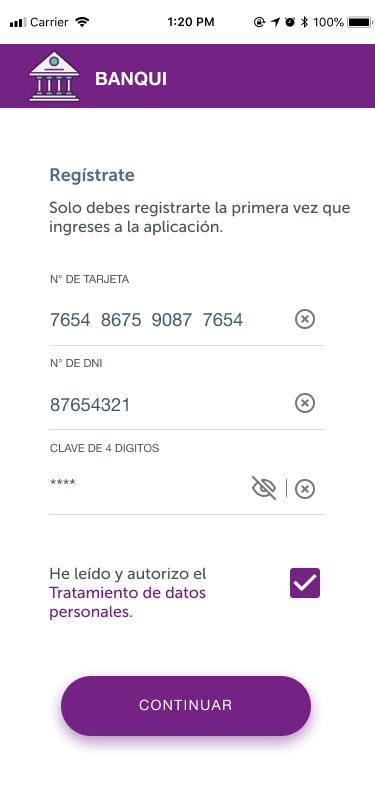 Carrier 1:20 PM 100%
BANQUI
Regístrate
Solo debes registrarte la primera vez que
ingreses a la aplicación.
N° DE TARJETA
7654 8675 9087 7654
N° DE DNI
87654321
CLAVE DE 4 DIGITOS
****
He leído y autorizo el
Tratamiento de datos
personales.
CONTINUAR